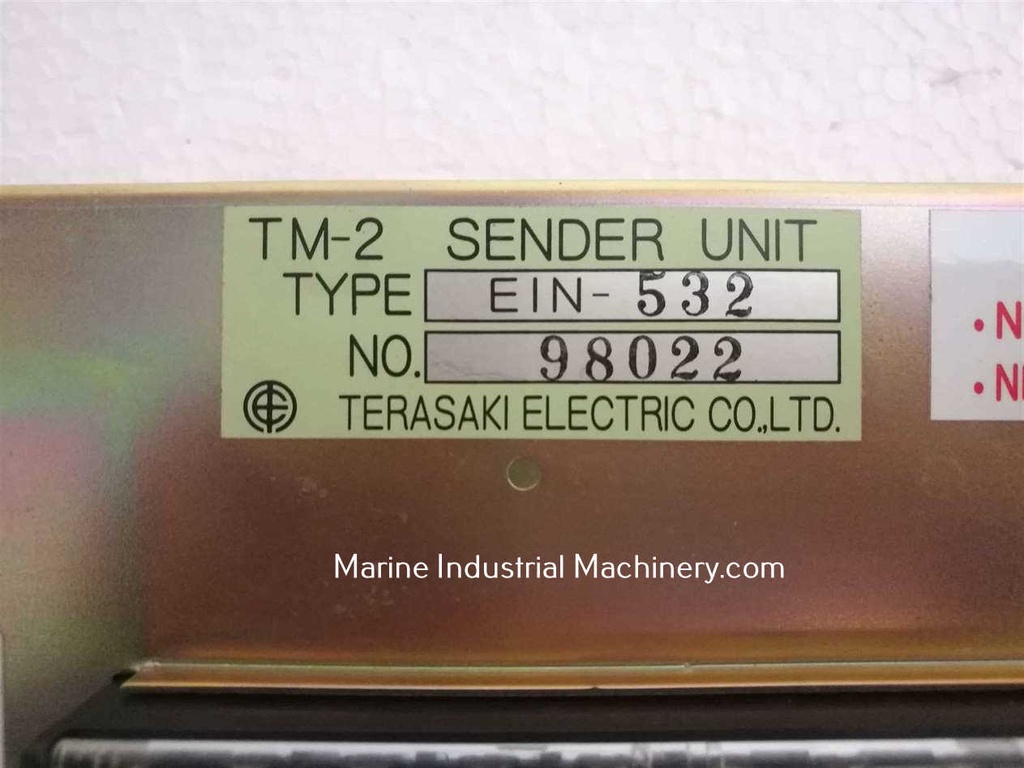 TM-2 SENDER UNIT
TYPE EIN-532
NO. 98022
TERASAKI ELECTRIC CO.,LTD.
Marine Industrial Machinery.com